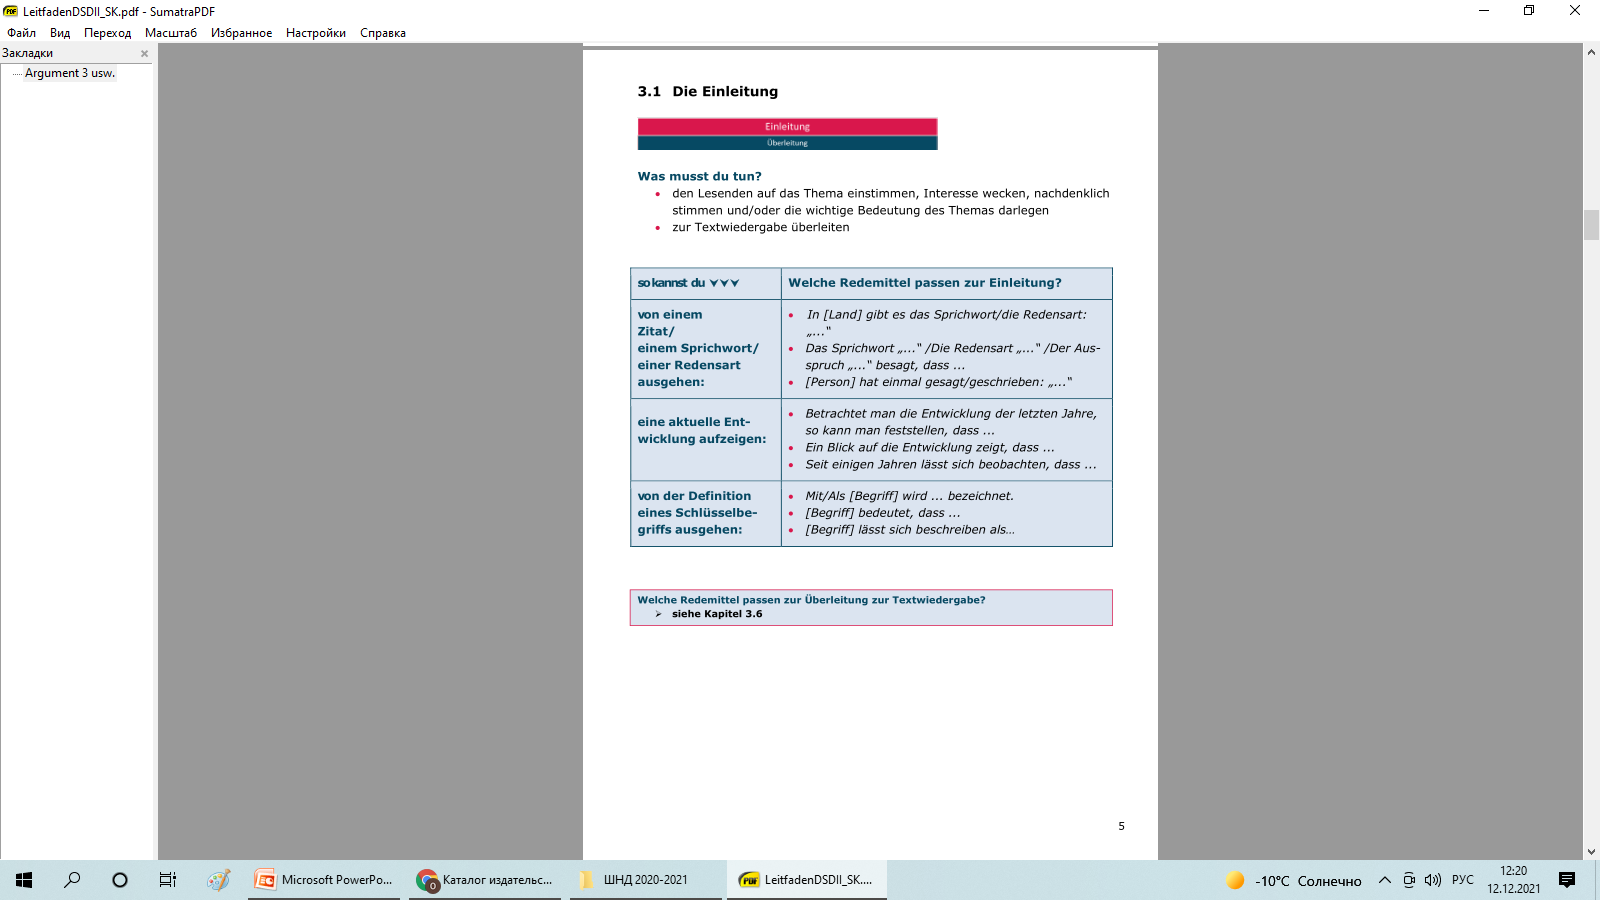 LeitfadenDSDII_SK.pdf - SumatraPDF
Файл Вид Переход Масштаб Избранное Настройки Справка
Закладки
Argument 3 usw.
3.1 Die Einleitung
Einleitung
Überleitung
Was musst du tun?
• den Lesenden auf das Thema einstimmen, Interesse wecken, nachdenklich
stimmen und/oder die wichtige Bedeutung des Themas darlegen
• zur Textwiedergabe überleiten
so kannst du
Welche Redemittel passen zur Einleitung?
von einem
Zitat/
einem Sprichwort/
einer Redensart
ausgehen:
• In [Land] gibt es das Sprichwort/die Redensart:
„...“
• Das Sprichwort „...“ /Die Redensart „...“ /Der Aus-
spruch „...“ besagt, dass ...
• [Person] hat einmal gesagt/geschrieben: „...“
eine aktuelle Ent-
wicklung aufzeigen:
• Betrachtet man die Entwicklung der letzten Jahre,
so kann man feststellen, dass ...
• Ein Blick auf die Entwicklung zeigt, dass ...
• Seit einigen Jahren lässt sich beobachten, dass ...
von der Definition
eines Schlüsselbe-
griffs ausgehen:
• Mit/Als [Begriff] wird ... bezeichnet.
• [Begriff] bedeutet, dass ...
• [Begriff] lässt sich beschreiben als…
Welche Redemittel passen zur Überleitung zur Textwiedergabe?
➢ siehe Kapitel 3.6
5
Microsoft PowerPo...
Каталог издательс...
ШНД 2020-2021
LeitfadenDSDII_SK....
-10°C Солнечно
РУС
12:20
12.12.2021